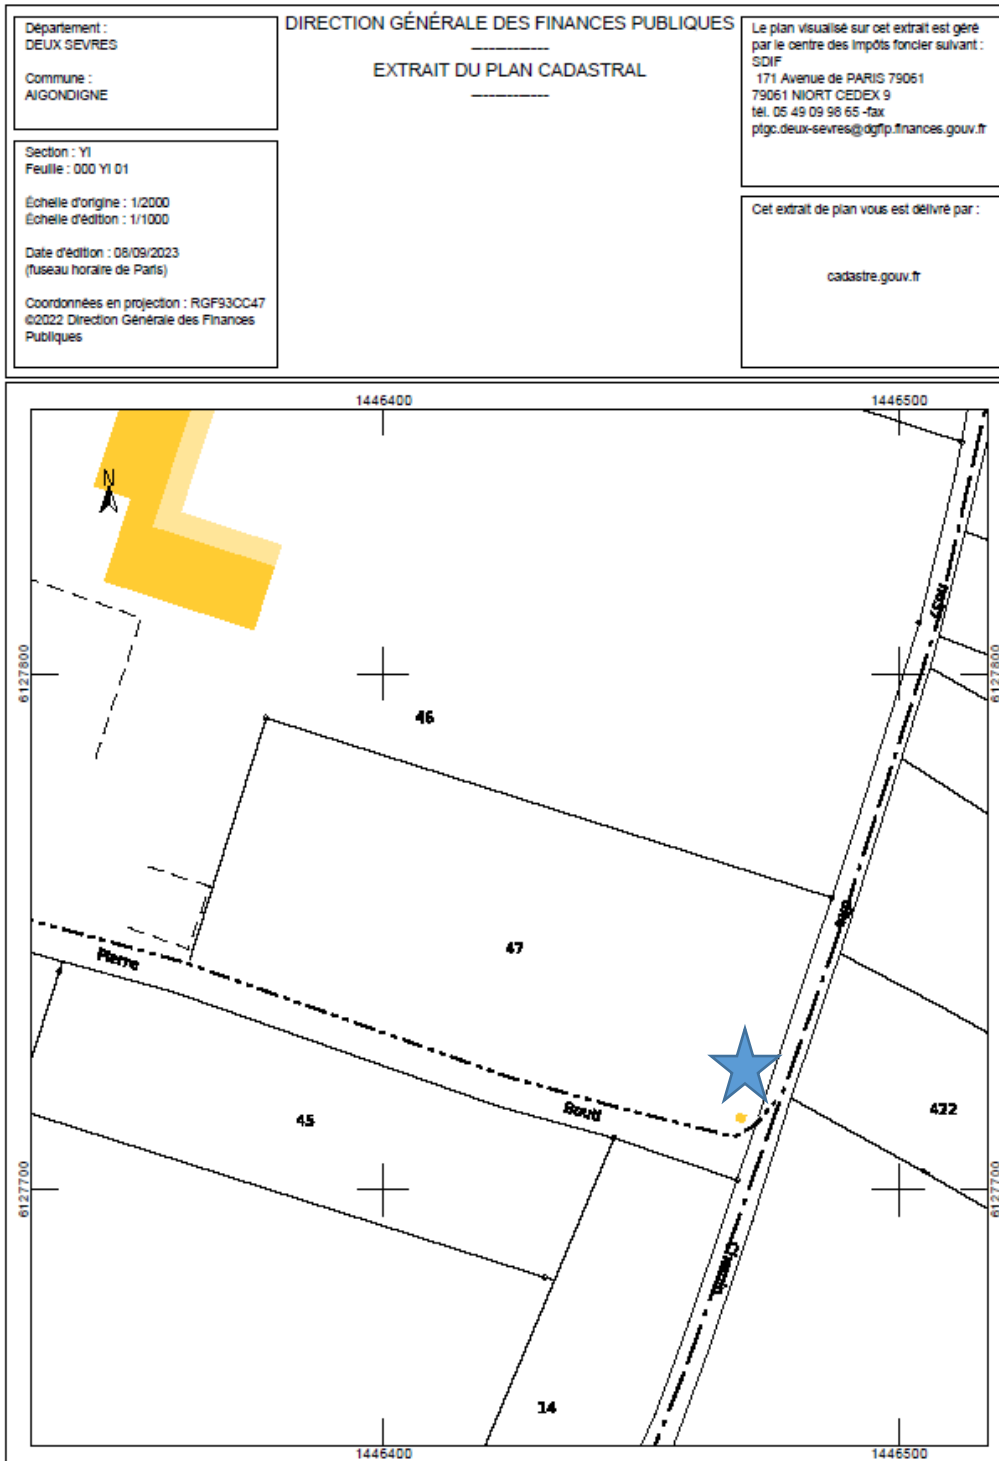 Département :
DEUX SEVRES
Commune :
AIGONDIGNE
Section : YI
Feuille : 000 YI 01
Échelle d'origine : 1/2000
Échelle d'édition : 1/1000
Date d'édition : 08/09/2023
(fuseau horaire de Paris)
Coordonnées en projection : RGF93CC47
©2022 Direction Générale des Finances
Publiques
DIRECTION GÉNÉRALE DES FINANCES PUBLIQUES
EXTRAIT DU PLAN CADASTRAL
Le plan visualisé sur cet extrait est géré
par le centre des impôts foncier suivant :
SDIF
171 Avenue de PARIS 79061
79061 NIORT CEDEX 9
tél. 05 49 09 98 65 -fax
ptgc.deux-sevres@dgfip.finances.gouv.fr
Cet extrait de plan vous est délivré par :
cadastre.gouv.fr
1446400
1446500
N
6127800
6127800
46
47
Pierre
de
Bouti
45
422
6127700
6127700
Chemin
14
1446400
1446500